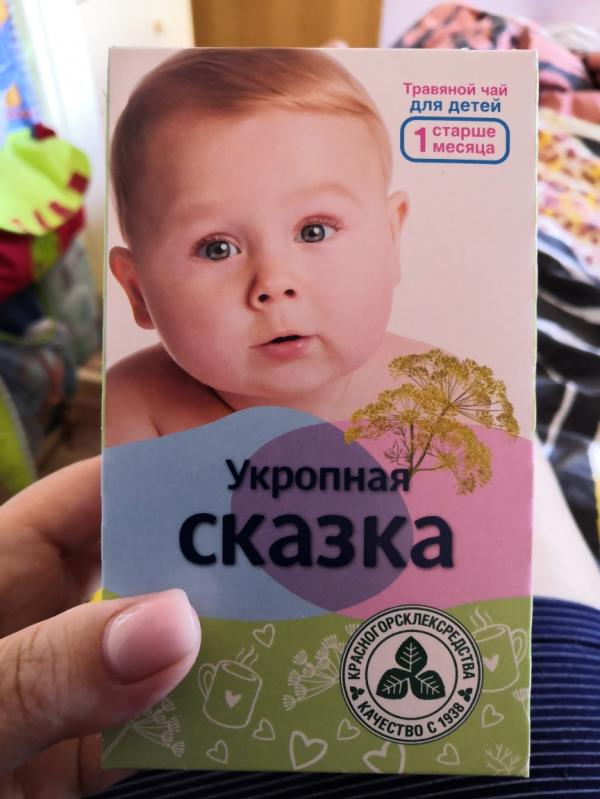 Травяной чай
для детей
1 старше
месяца
Укропная
сказка
КРАСНОГОРСКЛЕКСРЕДСТВА
КАЧЕСТВО С 1938